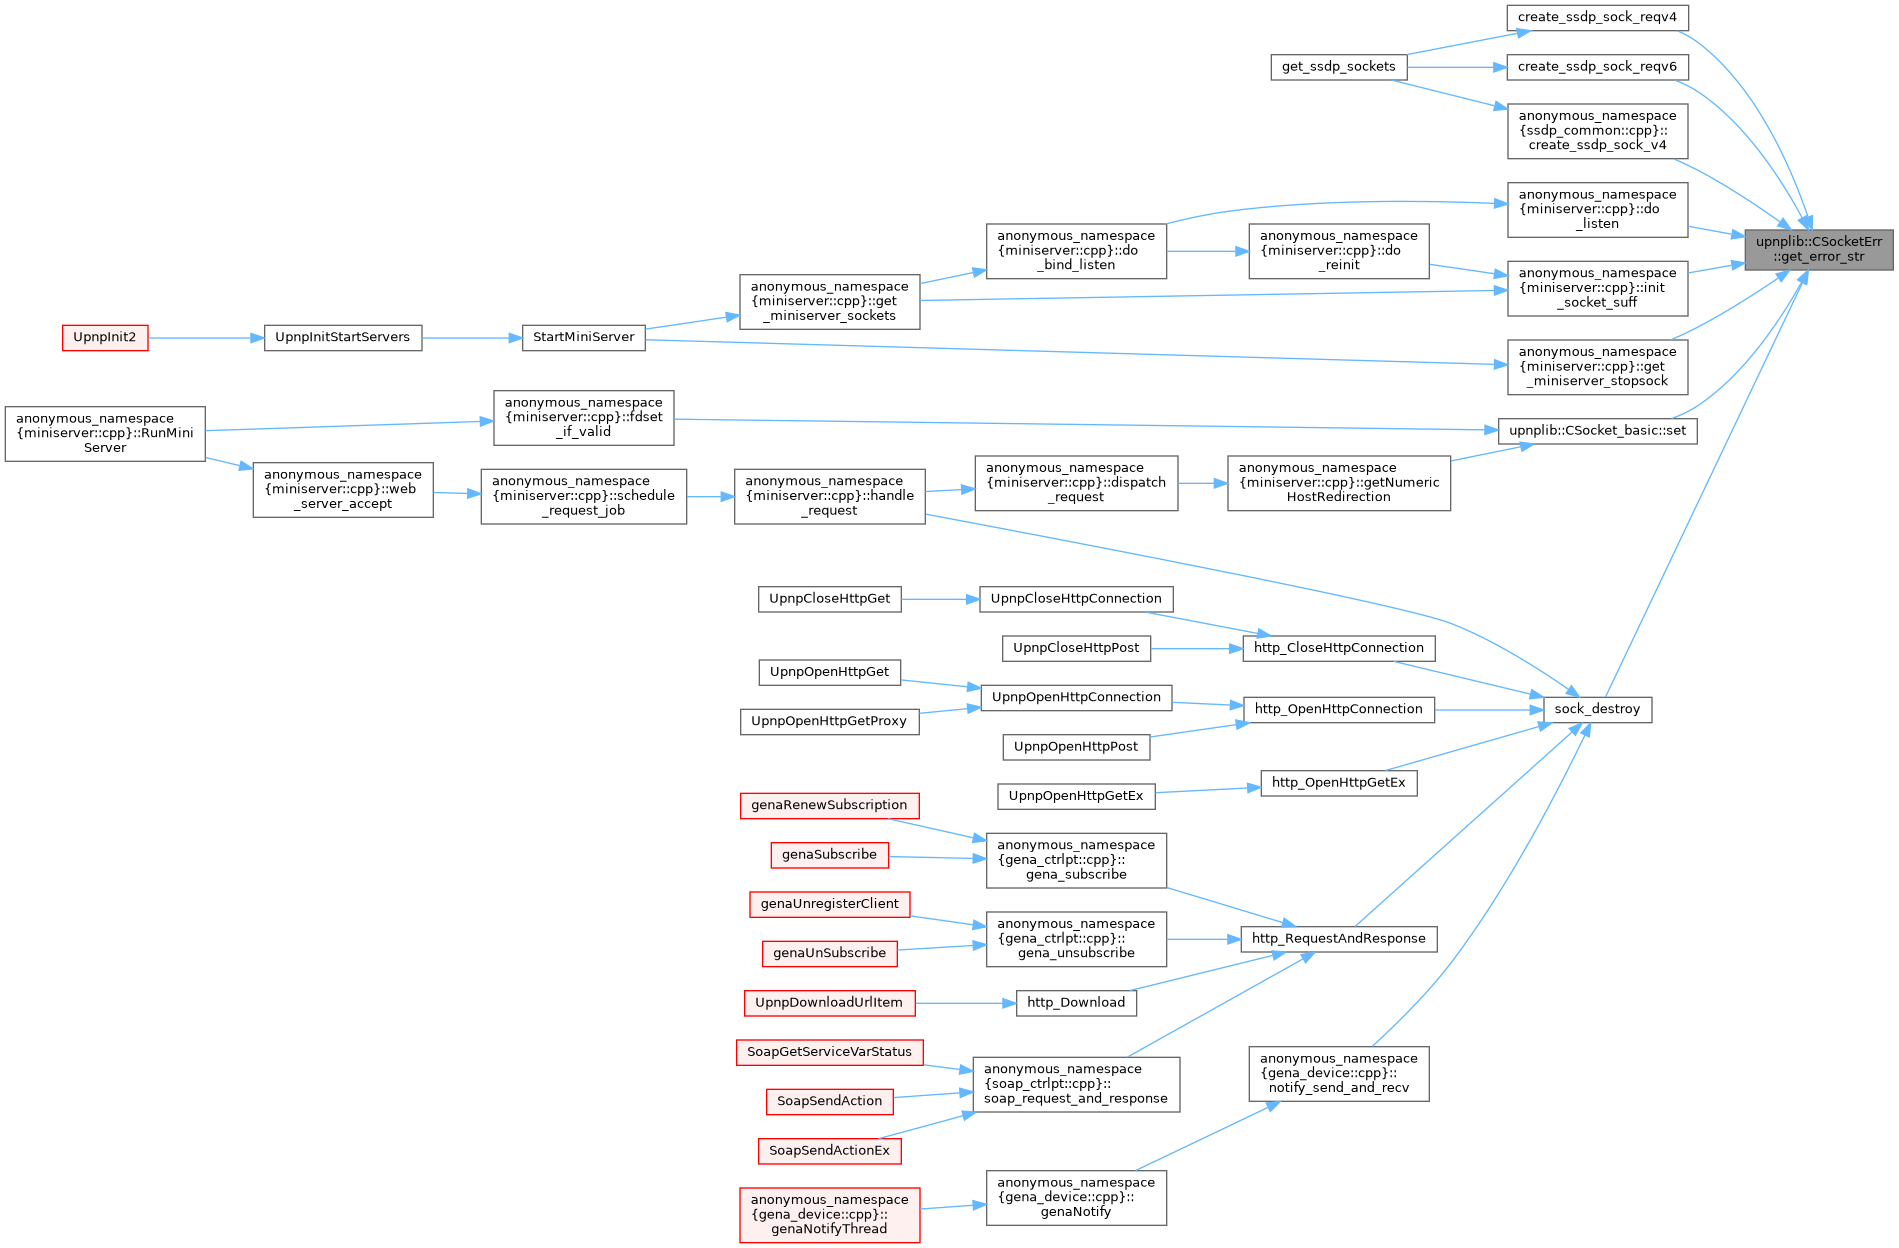 create_ssdp_sock_reqv4
get_ssdp_sockets
create_ssdp_sock_reqv6
anonymous_namespace
{ssdp_common::cpp}::
create_ssdp_sock_v4
anonymous_namespace
{miniserver::cpp}::do
_listen
upnplib::CSocketErr
::get_error_str
anonymous_namespace
{miniserver::cpp}::do
_bind_listen
anonymous_namespace
{miniserver::cpp}::do
_reinit
anonymous_namespace
{miniserver::cpp}::init
_socket_suff
anonymous_namespace
{miniserver::cpp}::get
_miniserver_sockets
UpnpInit2
UpnpInitStartServers
StartMiniServer
anonymous_namespace
{miniserver::cpp}::get
_miniserver_stopsock
anonymous_namespace
{miniserver::cpp}::RunMini
Server
anonymous_namespace
{miniserver::cpp}::fdset
_if_valid
upnplib::CSocket_basic::set
anonymous_namespace
{miniserver::cpp}::web
_server_accept
anonymous_namespace
{miniserver::cpp}::schedule
_request_job
anonymous_namespace
{miniserver::cpp}::handle
_request
anonymous_namespace
{miniserver::cpp}::dispatch
_request
anonymous_namespace
{miniserver::cpp}::getNumeric
HostRedirection
UpnpCloseHttpGet
UpnpCloseHttpConnection
UpnpCloseHttpPost
http_CloseHttpConnection
UpnpOpenHttpGet
UpnpOpenHttpConnection
UpnpOpenHttpGetProxy
http_OpenHttpConnection
sock_destroy
UpnpOpenHttpPost
UpnpOpenHttpGetEx
http_OpenHttpGetEx
genaRenewSubscription
genaSubscribe
anonymous_namespace
{gena_ctrlpt::cpp}::
gena_subscribe
genaUnregisterClient
genaUnSubscribe
anonymous_namespace
{gena_ctrlpt::cpp}::
gena_unsubscribe
http_RequestAndResponse
UpnpDownloadUrlItem
http_Download
SoapGetServiceVarStatus
SoapSendAction
SoapSendActionEx
anonymous_namespace
{soap_ctrlpt::cpp}::
soap_request_and_response
anonymous_namespace
{gena_device::cpp}::
notify_send_and_recv
anonymous_namespace
{gena_device::cpp}::
genaNotifyThread
anonymous_namespace
{gena_device::cpp}::
genaNotify